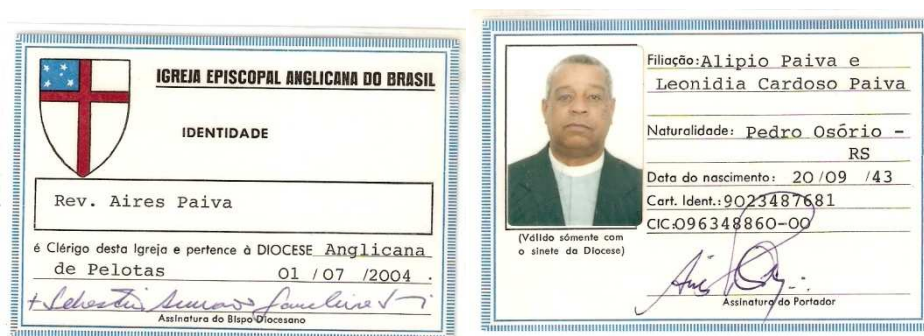 IGREJA EPISCOPAL ANGLICANA DO BRASIL
IDENTIDADE
Rev. Aires Paiva
é Clérigo desta Igreja e pertence à DIOCESE Anglicana
de Pelotas 01 / 07 /2004 .
Assinatura do Bispo Diocesano
Filiação: Alipio Paiva e
Leonidia Cardoso Paiva
Naturalidade: Pedro Osório -
RS
Data do nascimento: 20/09 /43
Cart. Ident.: 9023487681
CIC:096348860-00
(Válido sòmente com
o sinete da Diocese)
Assinatura do Portador